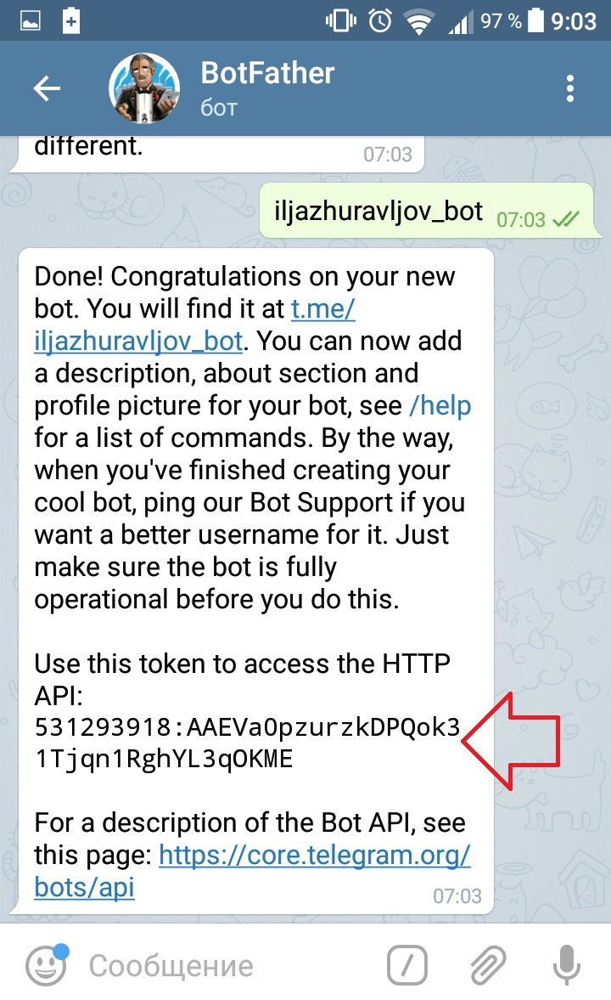 97 % 9:03
BotFather
бот
different.
07:03
iljazhuravljov_bot 07:03
Done! Congratulations on your new
bot. You will find it at t.me/
iljazhuravljov_bot. You can now add
a description, about section and
profile picture for your bot, see /help
for a list of commands. By the way,
when you've finished creating your
cool bot, ping our Bot Support if you
want a better username for it. Just
make sure the bot is fully
operational before you do this.
Use this token to access the HTTP
API:
531293918:AAEVa0pzurzkDPQok3
1Tjqn1RghYL3qOKME
For a description of the Bot API, see
this page: https://core.telegram.org/
bots/api
07:03
Сообщение